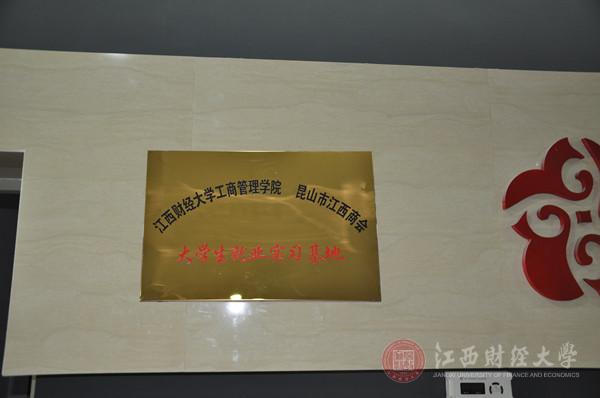 江西财经大学工商管理学院 昆山市江西商会
大学生就业实习基地
江西财经大学
JIANGXI UNIVERSITY OF FINANCE AND ECONOMICS